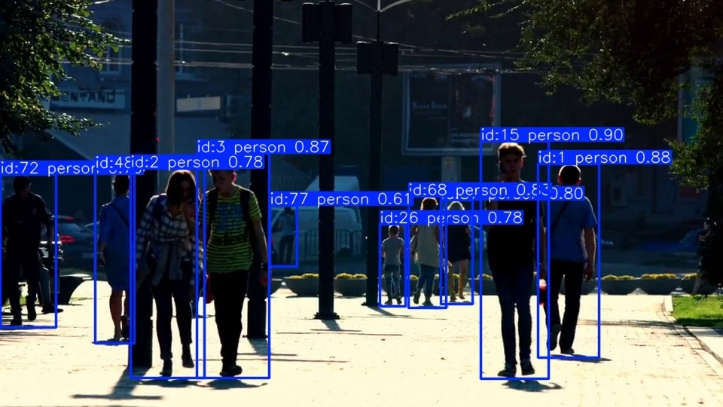 id:15 person 0.90
id:3 person 0.87
id:1 person 0.88
id:2 person 0.78
id:72 person
id:48
id:68 person 0.8
0.80
id:77 person 0.61
id:26 person 0.78